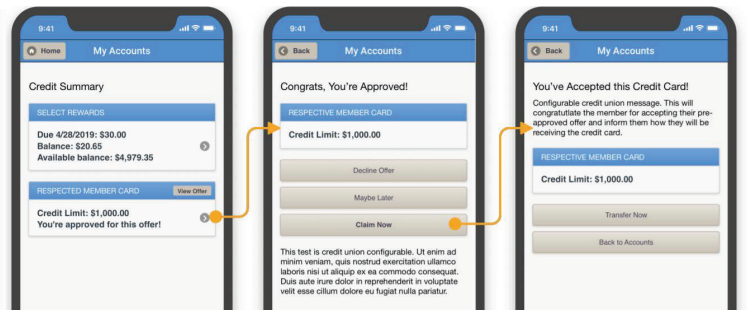 9:41
Home
My Accounts
Credit Summary
SELECT REWARDS
Due 4/28/2019: $30.00
Balance: $20.65
Available balance: $4,979.35
RESPECTED MEMBER CARD
View Offer
Credit Limit: $1,000.00
You're approved for this offer!
9:41
Back
My Accounts
Congrats, You're Approved!
RESPECTIVE MEMBER CARD
Credit Limit: $1,000.00
Decline Offer
Maybe Later
Claim Now
This test is credit union configurable. Ut enim ad
minim veniam, quis nostrud exercitation ullamco
laboris nisi ut aliquip ex ea commodo consequat.
Duis aute irure dolor in reprehenderit in voluptate
velit esse cillum dolore eu fugiat nulla pariatur.
9:41
Back
My Accounts
You've Accepted this Credit Card!
Configurable credit union message. This will
congratutlate the member for accepting their pre-
approved offer and inform them how they will be
receiving the credit card.
RESPECTIVE MEMBER CARD
Credit Limit: $1,000.00
Transfer Now
Back to Accounts